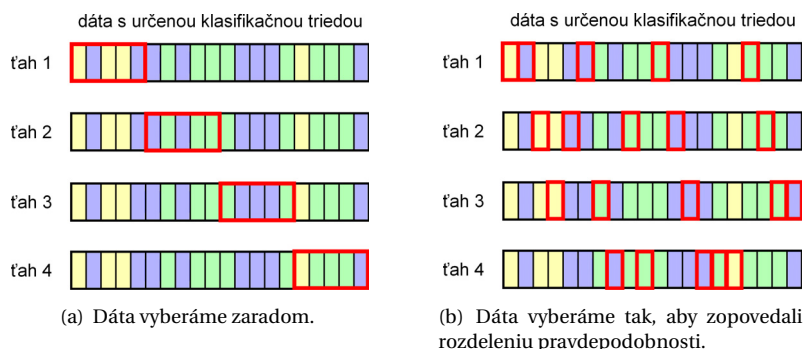 dáta s určenou klasifikačnou triedou
ťah 1
ťah 2
ťah 3
ťah 4
(a) Dáta vyberáme zaradom.
dáta s určenou klasifikačnou triedou
ťah 1
ťah 2
ťah 3
ťah 4
(b) Dáta vyberáme tak, aby zopovedali
rozdeleniu pravdepodobnosti.